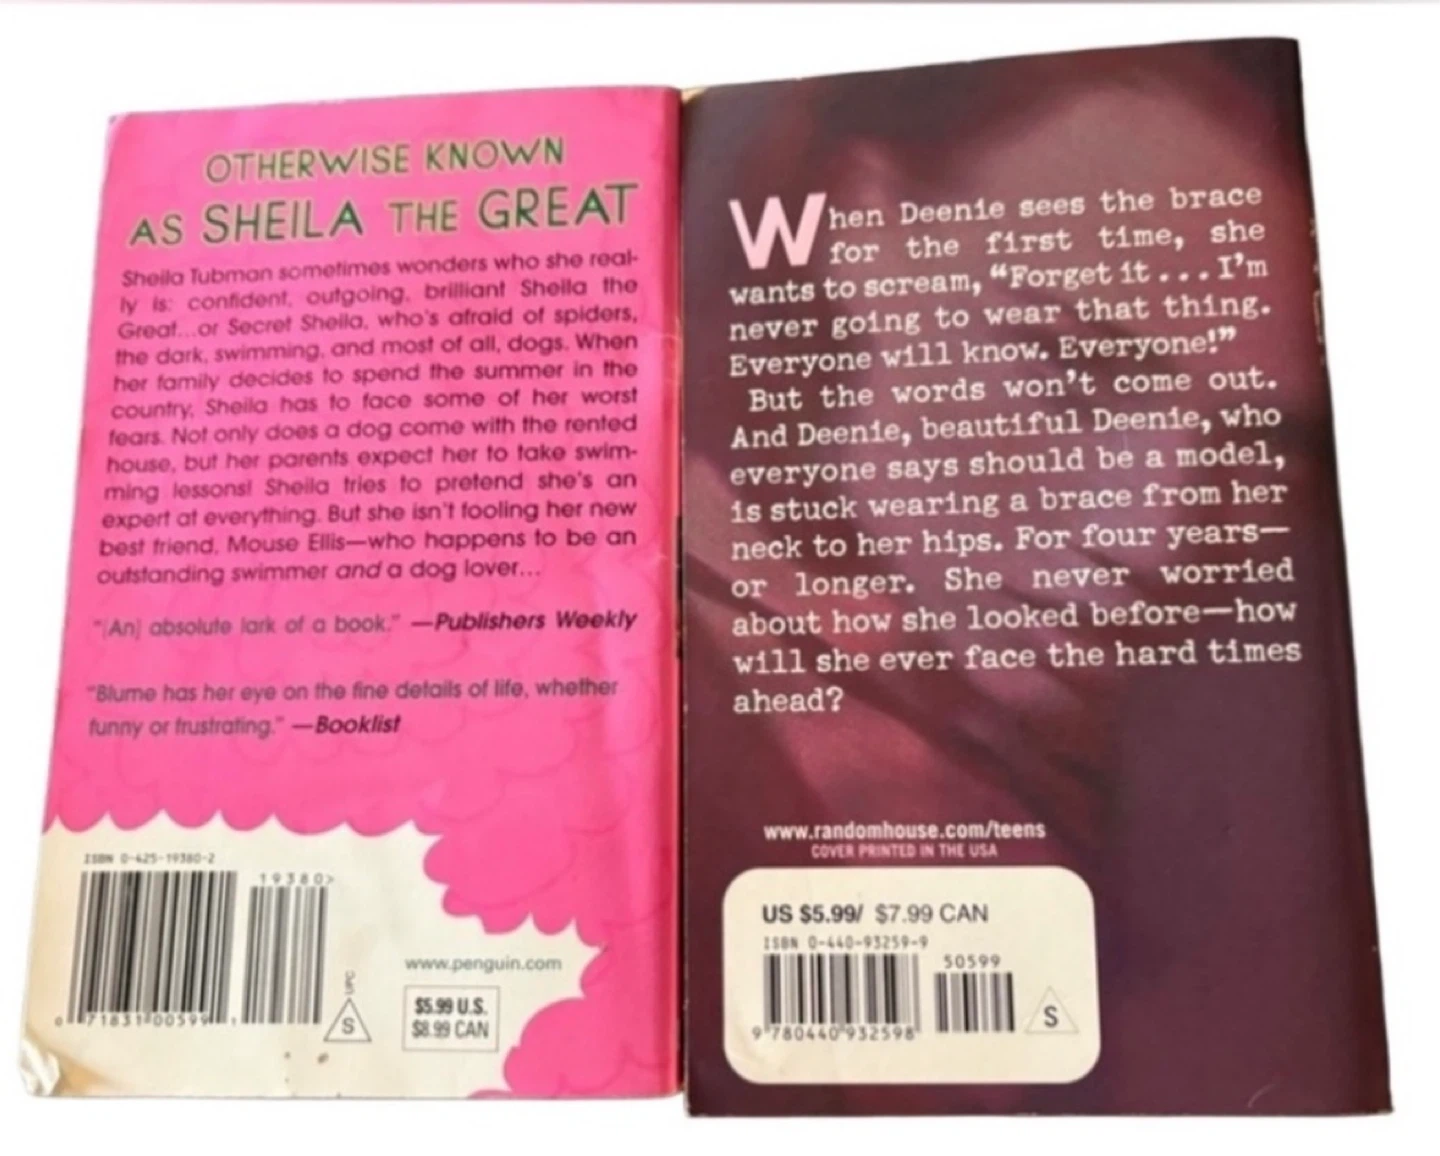 OTHERWISE KNOWN
AS SHEILA THE GREAT
Sheila Tubman sometimes wonders who she real-
ly is: confident, outgoing, brilliant Sheila the
Great...or Secret Sheila, who's afraid of spiders,
the dark, swimming, and most of all, dogs. When
her family decides to spend the summer in the
country, Sheila has to face some of her worst
fears. Not only does a dog come with the rented
house, but her parents expect her to take swim-
ming lessons! Sheila tries to pretend she's an
expert at everything. But she isn't fooling her new
best friend, Mouse Ellis—who happens to be an
outstanding swimmer and a dog lover...
"[An] absolute lark of a book." —Publishers Weekly
"Blume has her eye on the fine details of life, whether
funny or frustrating." —Booklist
ISBN 0-425-19380-2
19380>
0 71831 00599 1
UPC
S
www.penguin.com
$5.99 U.S.
$8.99 CAN
When Deenie sees the brace
for the first time, she
wants to scream, “Forget it...I'm
never going to wear that thing.
Everyone will know. Everyone!”
But the words won't come out.
And Deenie, beautiful Deenie, who
everyone says should be a model,
is stuck wearing a brace from her
neck to her hips. For four years—
or longer. She never worried
about how she looked before—how
will she ever face the hard times
ahead?
www.randomhouse.com/teens
COVER PRINTED IN THE USA
US $5.99/ $7.99 CAN
ISBN 0-440-93259-9
50599
9 780440 932598
S